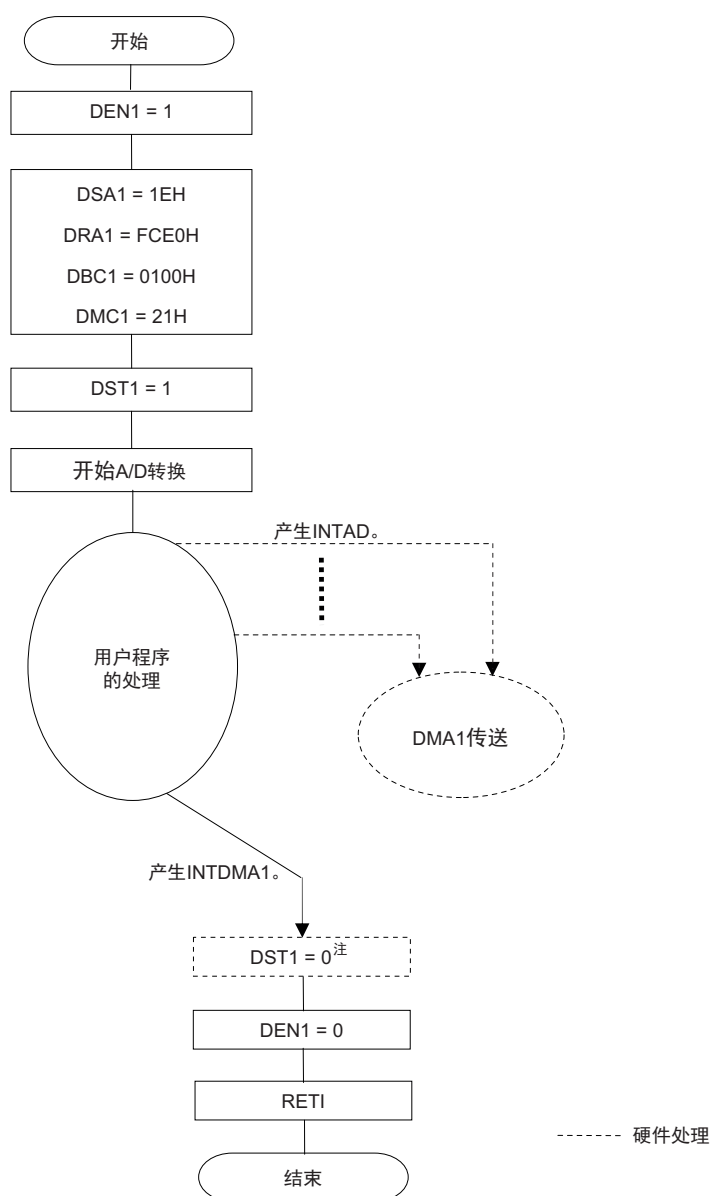 开始
DEN1 = 1
DSA1 = 1EH
DRA1 = FCE0H
DBC1 = 0100H
DMC1 = 21H
DST1 = 1
开始A/D转换
产生INTAD。
用户程序
的处理
DMA1传送
产生INTDMA1。
DST1 = 0注
DEN1 = 0
RETI
硬件处理
结束